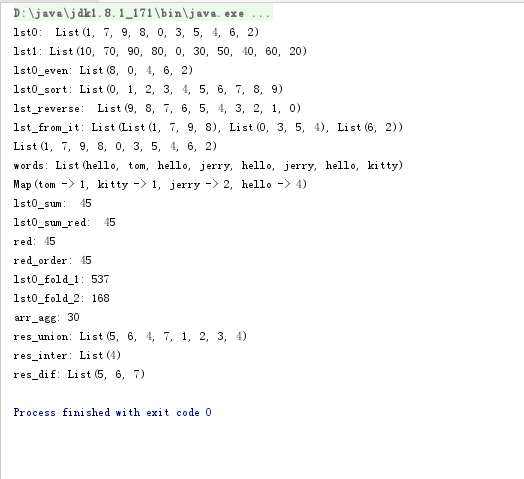 D:\java\jdk1.8.1_171\bin\java.exe ...
lst0:  List(1, 7, 9, 8, 0, 3, 5, 4, 6, 2)
lst1: List(10, 70, 90, 80, 0, 30, 50, 40, 60, 20)
lst0_even: List(8, 0, 4, 6, 2)
lst0_sort: List(0, 1, 2, 3, 4, 5, 6, 7, 8, 9)
lst_reverse:  List(9, 8, 7, 6, 5, 4, 3, 2, 1, 0)
lst_from_it: List(List(1, 7, 9, 8), List(0, 3, 5, 4), List(6, 2))
List(1, 7, 9, 8, 0, 3, 5, 4, 6, 2)
words: List(hello, tom, hello, jerry, hello, jerry, hello, kitty)
Map(tom -> 1, kitty -> 1, jerry -> 2, hello -> 4)
lst0_sum:  45
lst0_sum_red:  45
red: 45
red_order: 45
lst0_fold_1: 537
lst0_fold_2: 168
arr_agg: 30
res_union: List(5, 6, 4, 7, 1, 2, 3, 4)
res_inter: List(4)
res_dif: List(5, 6, 7)
Process finished with exit code 0